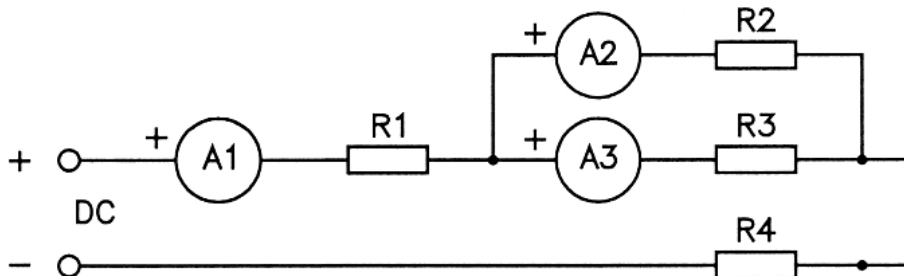 R2
+ A2
R1 R3
+ + A1 + A3
DC
R4
−